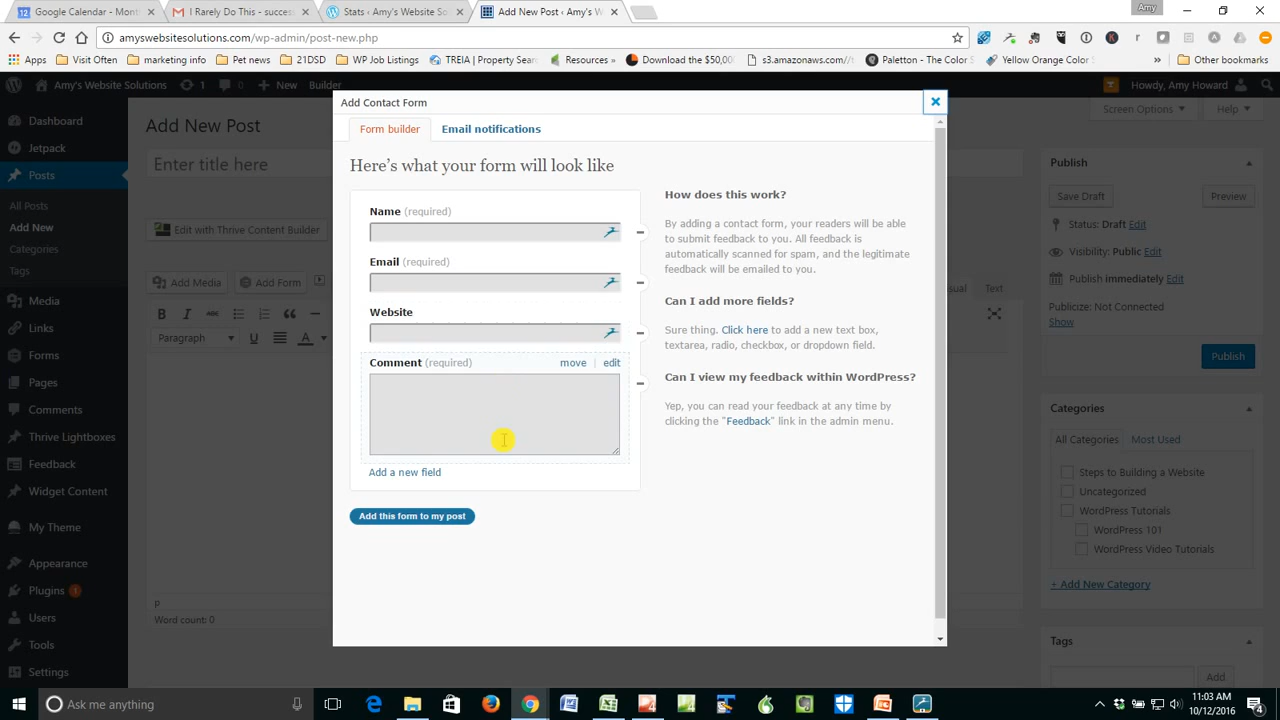 Google Calendar - Mont
I Rarely Do This - success
Stats ‹ Amy's Website Sol
Add New Post ‹ Amy's W
Amy
amyswebsitesolutions.com/wp-admin/post-new.php
Apps
Visit Often
marketing info
Pet news
21DSD
WP Job Listings
TREIA | Property Sear
Resources »
Download the $50,00
s3.amazonaws.com//
Paletton - The Color S
Yellow Orange Color S
»
Other bookmarks
Amy's Website Solutions
1
0
New
Builder
Howdy, Amy Howard
Dashboard
Jetpack
Posts
All Posts
Add New
Categories
Tags
Media
Links
Forms
Pages
Comments
Thrive Lightboxes
Feedback
Widget Content
My Theme
Appearance
Plugins 1
Users
Tools
Settings
Add New Post
Enter title here
Edit with Thrive Content Builder
Add Media
Add Form
B I ABC
Paragraph
U
A
p
Word count: 0
Add Contact Form
Form builder
Email notifications
Here's what your form will look like
Name (required)
Email (required)
Website
Comment (required)
move | edit
Add a new field
Add this form to my post
How does this work?
By adding a contact form, your readers will be able
to submit feedback to you. All feedback is
automatically scanned for spam, and the legitimate
feedback will be emailed to you.
Can I add more fields?
Sure thing. Click here to add a new text box,
textarea, radio, checkbox, or dropdown field.
Can I view my feedback within WordPress?
Yep, you can read your feedback at any time by
clicking the "Feedback" link in the admin menu.
Screen Options
Help
sual
Text
Publish
Save Draft
Preview
Status: Draft Edit
Visibility: Public Edit
Publish immediately Edit
Publicize: Not Connected
Show
Publish
Categories
All Categories
Most Used
Steps to Building a Website
Uncategorized
WordPress Tutorials
WordPress 101
WordPress Video Tutorials
+ Add New Category
Tags
Add
Ask me anything
11:03 AM
10/12/2016